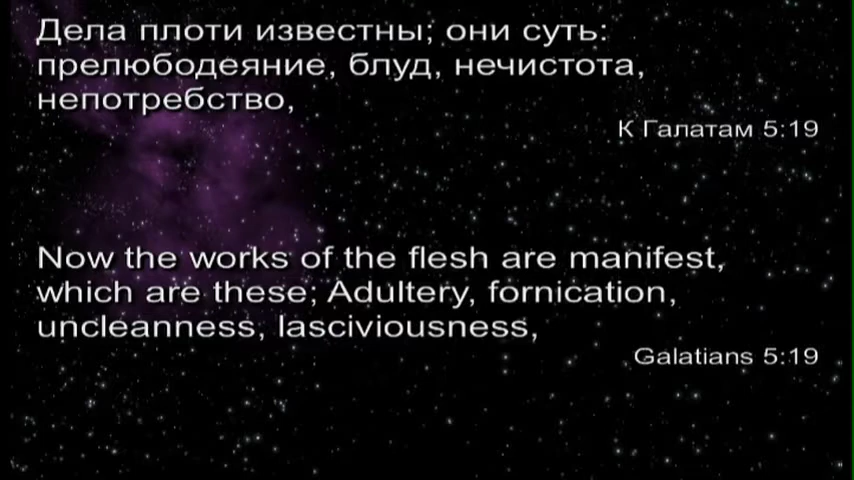 Дела плоти известны; они суть:
прелюбодеяние, блуд, нечистота,
непотребство,
К Галатам 5:19
Now the works of the flesh are manifest,
which are these; Adultery, fornication,
uncleanness, lasciviousness,
Galatians 5:19